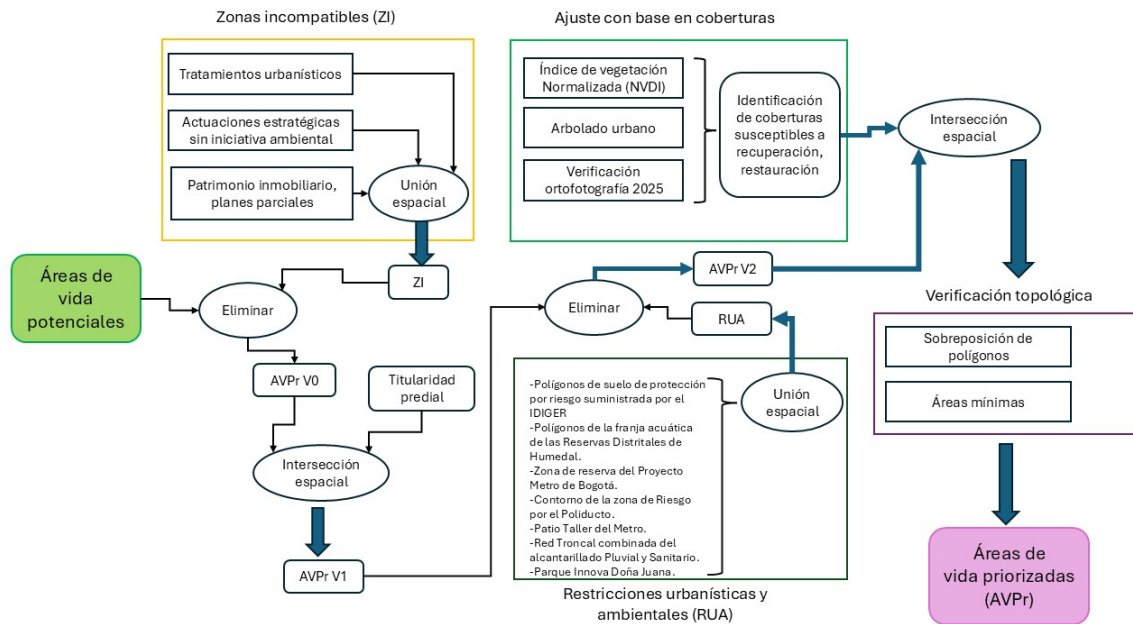 Zonas incompatibles (ZI)
Tratamientos urbanísticos
Actuaciones estratégicas
sin iniciativa ambiental
Patrimonio inmobiliario,
planes parciales
Unión
espacial
ZI
Áreas de
vida
potenciales
Eliminar
AVPr V0
Titularidad
predial
Intersección
espacial
AVPr V1
Ajuste con base en coberturas
Índice de vegetación
Normalizada (NVDI)
Arbolado urbano
Verificación
ortofotografía 2025
Identificación
de coberturas
susceptibles a
recuperación,
restauración
Intersección
espacial
AVPr V2
Eliminar
RUA
Unión
espacial
-Polígonos de suelo de protección
por riesgo suministrada por el
IDIGER
-Polígonos de la franja acuática
de las Reservas Distritales de
Humedal.
-Zona de reserva del Proyecto
Metro de Bogotá.
-Contorno de la zona de Riesgo
por el Poliducto.
-Patio Taller del Metro.
-Red Troncal combinada del
alcantarillado Pluvial y Sanitario.
-Parque Innova Doña Juana.
Restricciones urbanísticas y
ambientales (RUA)
Verificación topológica
Sobreposición de
polígonos
Áreas mínimas
Áreas de
vida priorizadas
(AVPr)